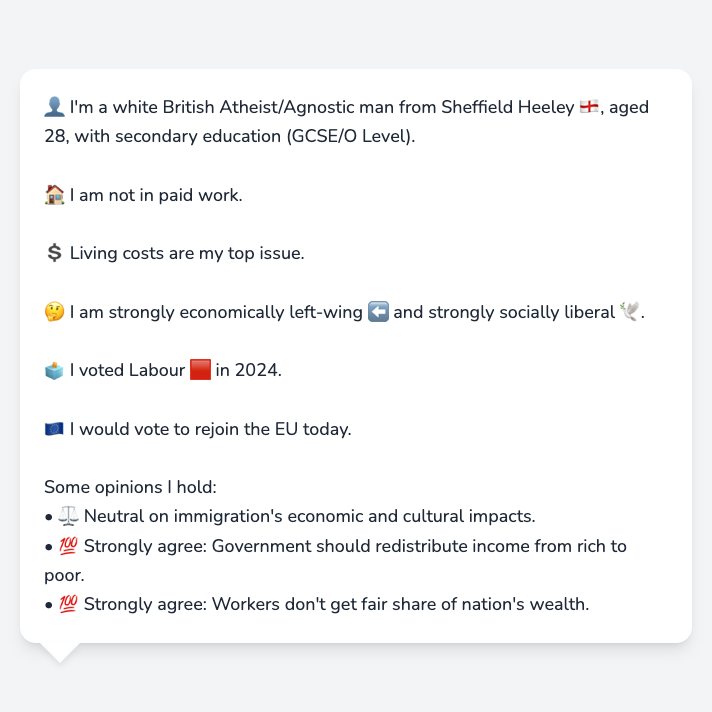 👤 I'm a white British Atheist/Agnostic man from Sheffield Heeley 🏴󠁧󠁢󠁥󠁮󠁧󠁿, aged
28, with secondary education (GCSE/O Level).
🏠 I am not in paid work.
💲 Living costs are my top issue.
🤔 I am strongly economically left-wing ⬅️ and strongly socially liberal 🕊️.
🗳️ I voted Labour 🟥 in 2024.
🇪🇺 I would vote to rejoin the EU today.
Some opinions I hold:
• ⚖️ Neutral on immigration's economic and cultural impacts.
• 💯 Strongly agree: Government should redistribute income from rich to
poor.
• 💯 Strongly agree: Workers don't get fair share of nation's wealth.